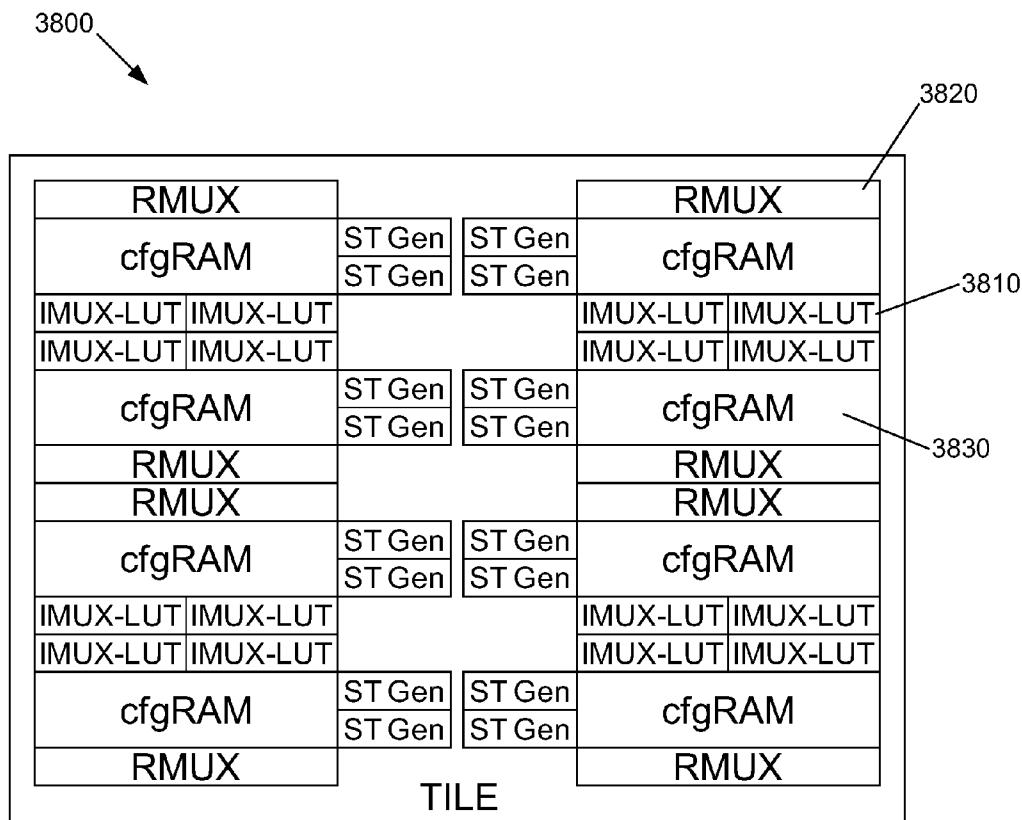 3800
3820
RMUX RMUX
cfgRAM ST Gen ST Gen cfgRAM
ST Gen ST Gen
3810
IMUX-LUT IMUX-LUT IMUX-LUT IMUX-LUT
IMUX-LUT IMUX-LUT IMUX-LUT IMUX-LUT
cfgRAM ST Gen ST Gen cfgRAM
ST Gen ST Gen
3830
RMUX RMUX
RMUX RMUX
cfgRAM ST Gen ST Gen cfgRAM
ST Gen ST Gen
IMUX-LUT IMUX-LUT IMUX-LUT IMUX-LUT
IMUX-LUT IMUX-LUT IMUX-LUT IMUX-LUT
cfgRAM ST Gen ST Gen cfgRAM
ST Gen ST Gen
RMUX RMUX
TILE